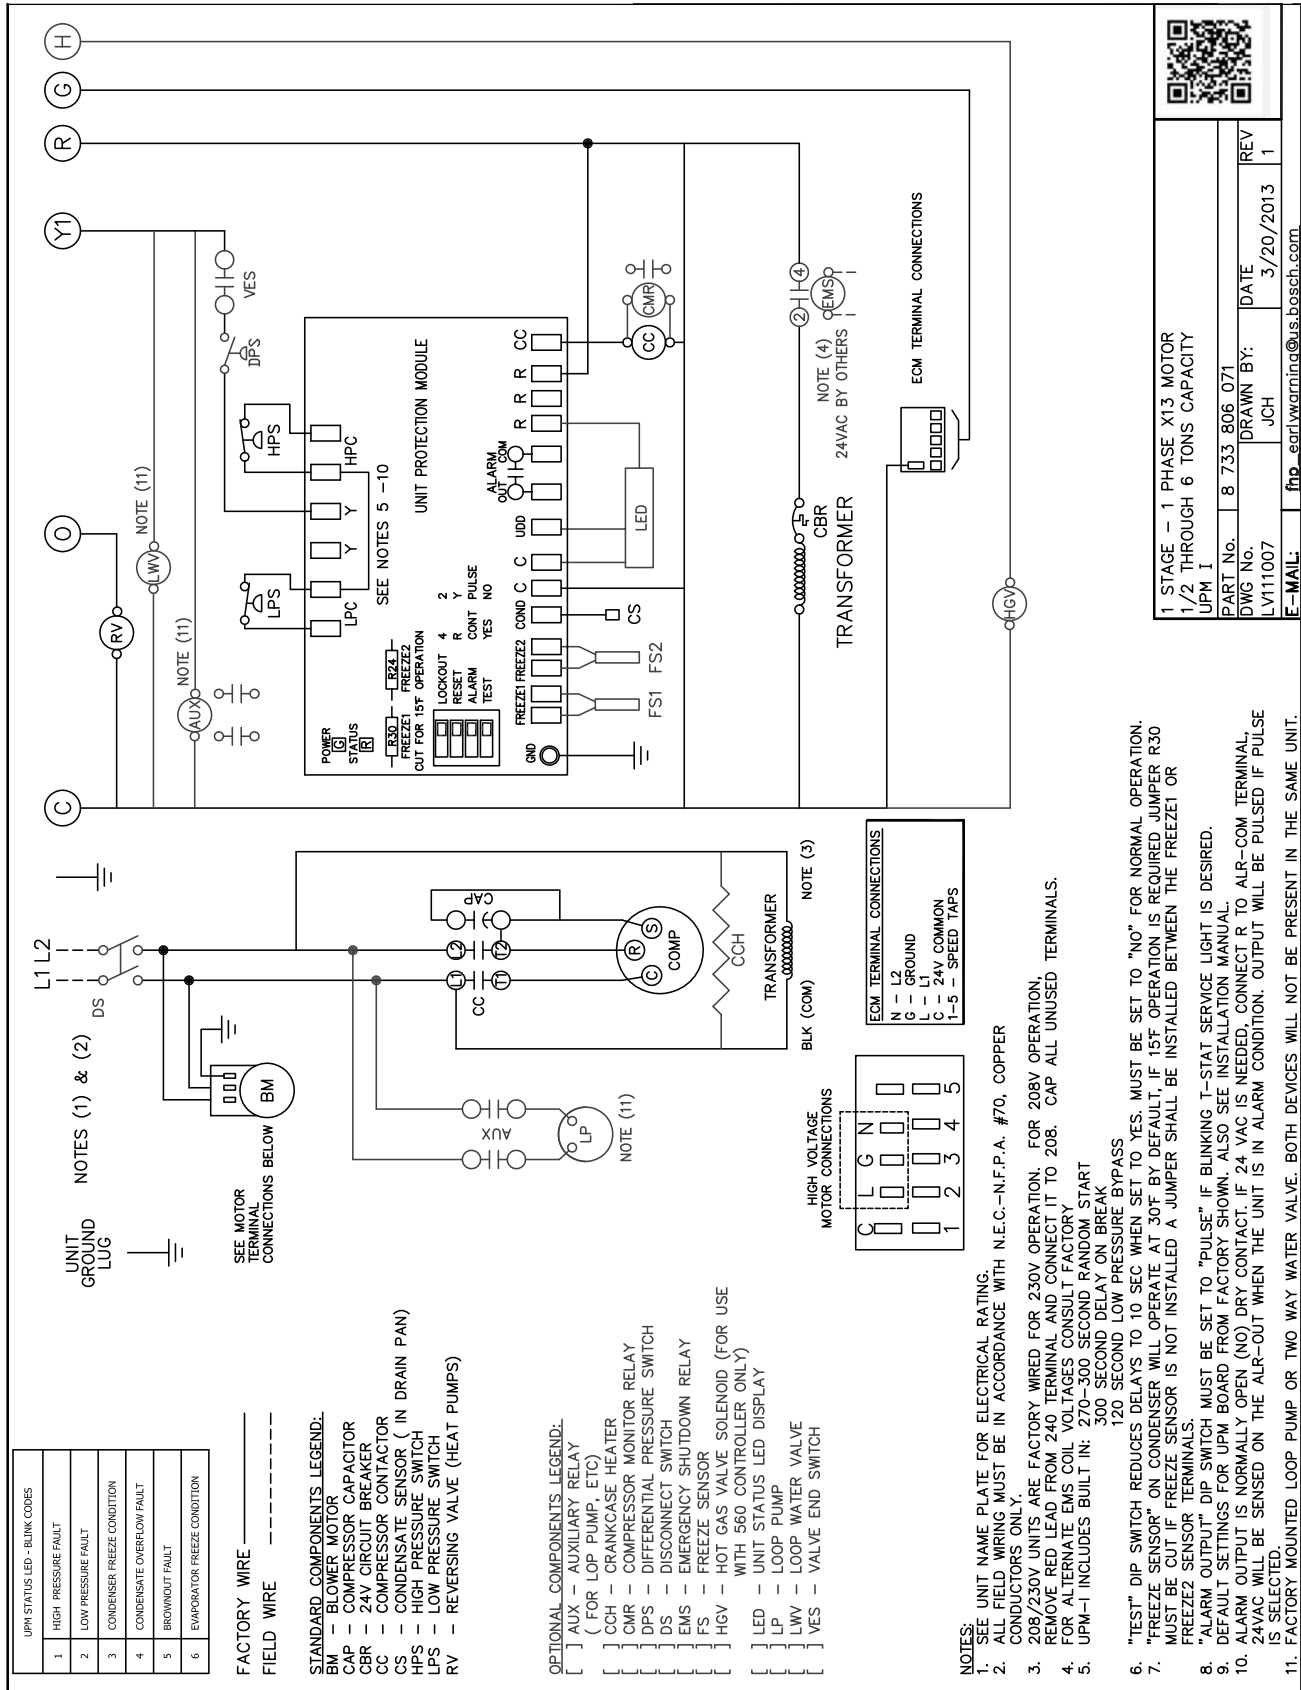 UPM STATUS LED - BLINK CODES
1 HIGH PRESSURE FAULT
2 LOW PRESSURE FAULT
3 CONDENSER FREEZE CONDITION
4 CONDENSATE OVERFLOW FAULT
5 BROWNOUT FAULT
6 EVAPORATOR FREEZE CONDITION
FACTORY WIRE
FIELD WIRE
STANDARD COMPONENTS LEGEND:
BM – BLOWER MOTOR
CAP – COMPRESSOR CAPACITOR
CBR – 24V CIRCUIT BREAKER
CC – COMPRESSOR CONTACTOR
CS – CONDENSATE SENSOR ( IN DRAIN PAN)
HPS – HIGH PRESSURE SWITCH
LPS – LOW PRESSURE SWITCH
RV – REVERSING VALVE (HEAT PUMPS)
OPTIONAL COMPONENTS LEGEND:
[ ] AUX – AUXILIARY RELAY
( FOR LOP PUMP, ETC)
[ ] CCH – CRANKCASE HEATER
[ ] CMR – COMPRESSOR MONITOR RELAY
[ ] DPS – DIFFERENTIAL PRESSURE SWITCH
[ ] DS – DISCONNECT SWITCH
[ ] EMS – EMERGENCY SHUTDOWN RELAY
[ ] FS – FREEZE SENSOR
[ ] HGV – HOT GAS VALVE SOLENOID (FOR USE
WITH 560 CONTROLLER ONLY)
[ ] LED – UNIT STATUS LED DISPLAY
[ ] LP – LOOP PUMP
[ ] LWV – LOOP WATER VALVE
[ ] VES – VALVE END SWITCH
NOTES:
1. SEE UNIT NAME PLATE FOR ELECTRICAL RATING.
2. ALL FIELD WIRING MUST BE IN ACCORDANCE WITH N.E.C.–N.F.P.A. #70, COPPER
CONDUCTORS ONLY.
3. 208/230V UNITS ARE FACTORY WIRED FOR 230V OPERATION. FOR 208V OPERATION,
REMOVE RED LEAD FROM 240 TERMINAL AND CONNECT IT TO 208. CAP ALL UNUSED TERMINALS.
4. FOR ALTERNATE EMS COIL VOLTAGES CONSULT FACTORY
5. UPM–I INCLUDES BUILT IN: 270–300 SECOND RANDOM START
300 SECOND DELAY ON BREAK
120 SECOND LOW PRESSURE BYPASS
6. "TEST" DIP SWITCH REDUCES DELAYS TO 10 SEC WHEN SET TO YES. MUST BE SET TO "NO" FOR NORMAL OPERATION.
7. "FREEZE SENSOR" ON CONDENSER WILL OPERATE AT 30°F BY DEFAULT, IF 15°F OPERATION IS REQUIRED JUMPER R30
MUST BE CUT IF FREEZE SENSOR IS NOT INSTALLED A JUMPER SHALL BE INSTALLED BETWEEN THE FREEZE1 OR
FREEZE2 SENSOR TERMINALS.
8. "ALARM OUTPUT" DIP SWITCH MUST BE SET TO "PULSE" IF BLINKING T–STAT SERVICE LIGHT IS DESIRED.
9. DEFAULT SETTINGS FOR UPM BOARD FROM FACTORY SHOWN. ALSO SEE INSTALLATION MANUAL.
10. ALARM OUTPUT IS NORMALLY OPEN (NO) DRY CONTACT. IF 24 VAC IS NEEDED, CONNECT R TO ALR–COM TERMINAL,
24VAC WILL BE SENSED ON THE ALR–OUT WHEN THE UNIT IS IN ALARM CONDITION. OUTPUT WILL BE PULSED IF PULSE
IS SELECTED.
11. FACTORY MOUNTED LOOP PUMP OR TWO WAY WATER VALVE. BOTH DEVICES WILL NOT BE PRESENT IN THE SAME UNIT.
UNIT
GROUND
LUG
NOTES (1) & (2)
L1 L2
DS
SEE MOTOR
TERMINAL
CONNECTIONS BELOW
BM
AUX
LP
NOTE (11)
L1
L2
CC
T1
T2
CAP
C
R
S
COMP
CCH
TRANSFORMER
BLK (COM)
NOTE (3)
HIGH VOLTAGE
MOTOR CONNECTIONS
C L G N
1 2 3 4 5
ECM TERMINAL CONNECTIONS
N – L2
G – GROUND
L – L1
C – 24V COMMON
1–5 – SPEED TAPS
C
O
Y1
R
G
H
RV
LWV
NOTE (11)
AUX
NOTE (11)
VES
DPS
HPS
LPS
LPC
Y
Y
HPC
SEE NOTES 5 –10
UNIT PROTECTION MODULE
POWER
G
STATUS
R
R30
FREEZE1
R24
FREEZE2
CUT FOR 15°F OPERATION
LOCKOUT 4 2
RESET R Y
ALARM CONT PULSE
TEST YES NO
GND
FREEZE1
FREEZE2
COND
C
C
UDD
ALARM
OUT
COM
R
R
R
CC
FS1
FS2
CS
LED
CC
CMR
TRANSFORMER
CBR
2
4
EMS
NOTE (4)
24VAC BY OTHERS
ECM TERMINAL CONNECTIONS
HGV
1 STAGE – 1 PHASE X13 MOTOR
1/2 THROUGH 6 TONS CAPACITY
UPM I
PART No. 8 733 806 071
DWG No. DRAWN BY: DATE REV
LV111007 JCH 3/20/2013 1
E–MAIL: fhp_earlywarning@us.bosch.com